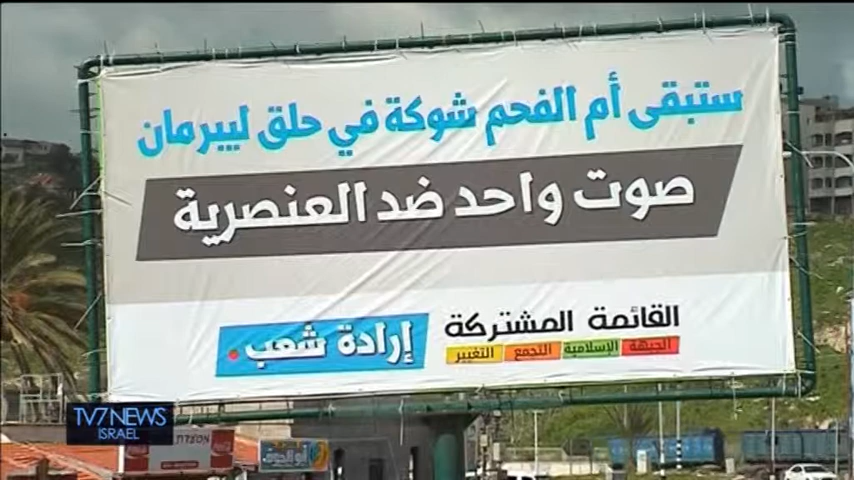 ستبقى أم الفحم شوكة في حلق ليبرمان
صوت واحد ضد العنصرية
القائمة المشتركة
الجبهة الإسلامية التجمع التغيير
إرادة شعب
TV7 NEWS
ISRAEL